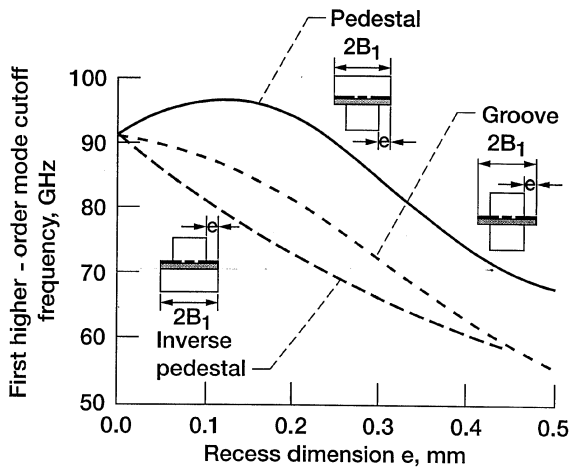 Pedestal
2B1
e
Groove
2B1
e
100
90
80
70
60
50
First higher - order mode cutoff
frequency, GHz
e
2B1
Inverse
pedestal
0.0 0.1 0.2 0.3 0.4 0.5
Recess dimension e, mm